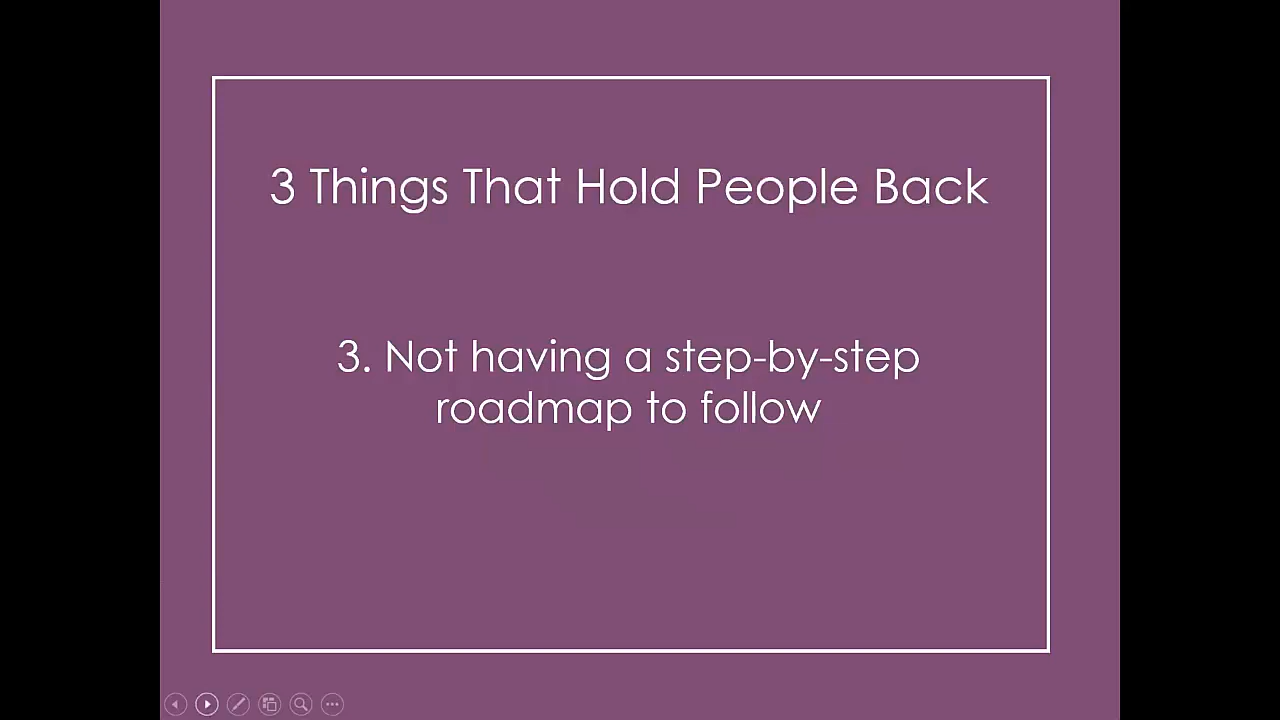 3 Things That Hold People Back
3. Not having a step-by-step
roadmap to follow